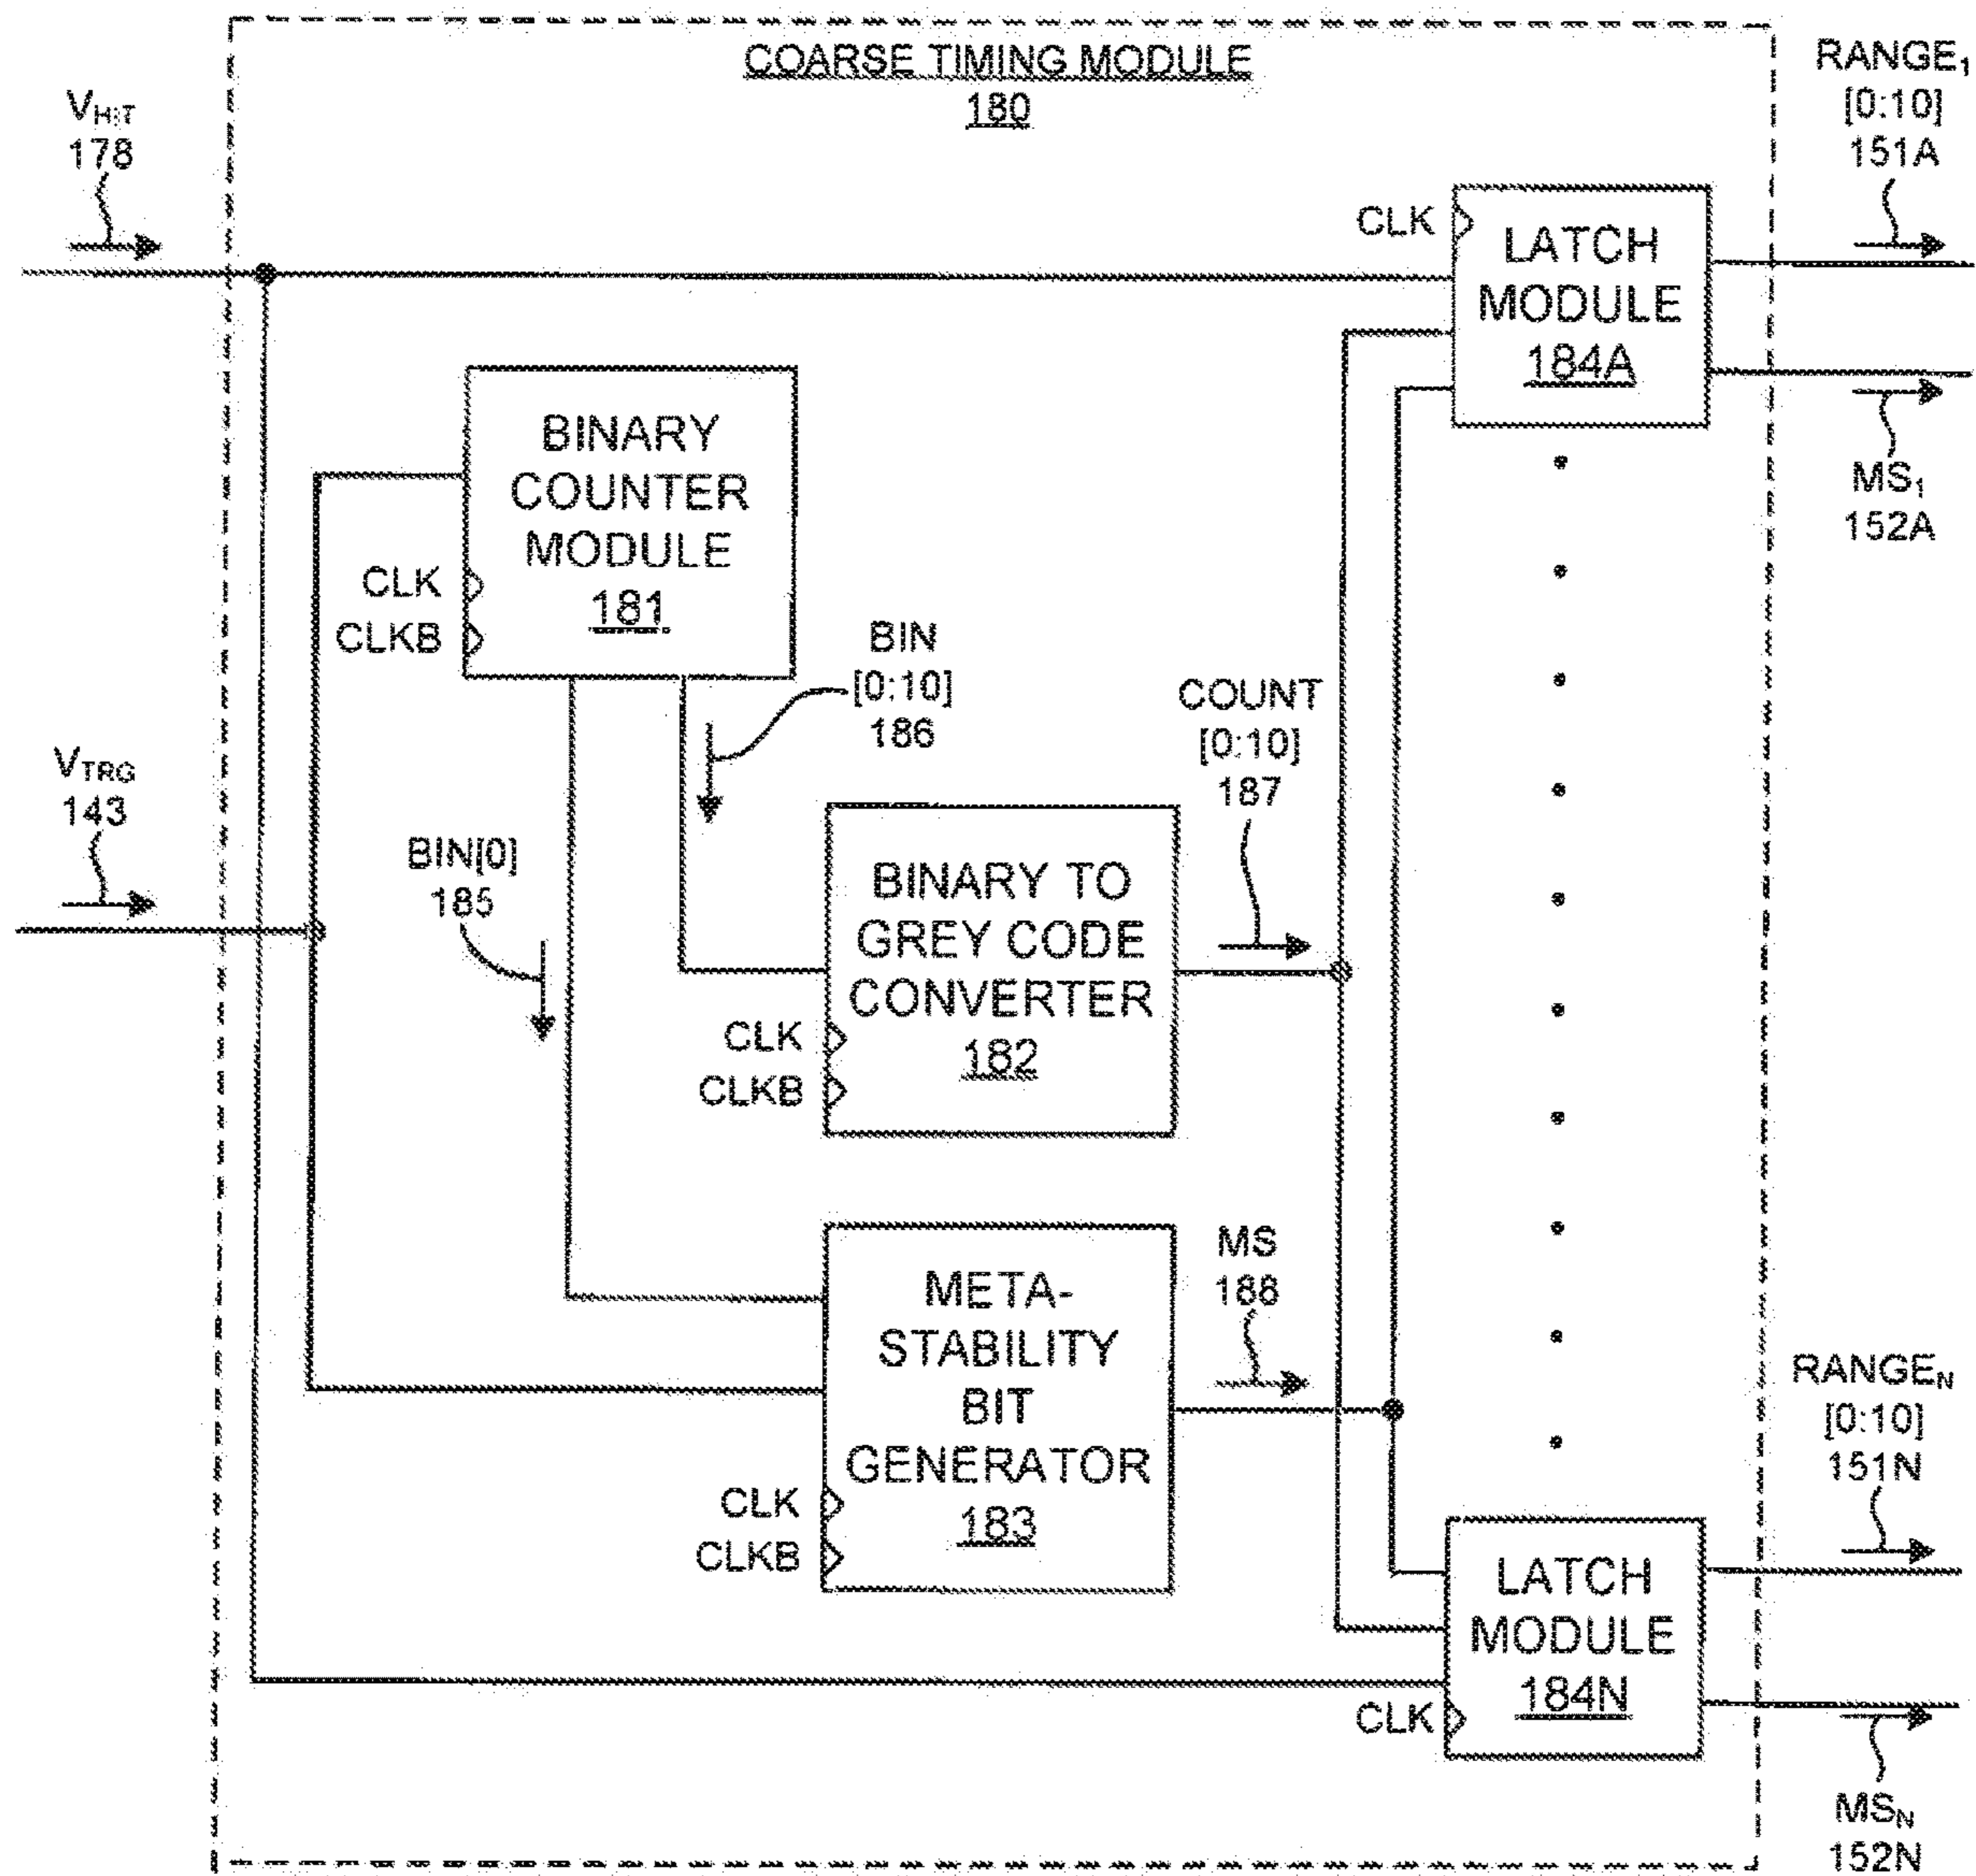 COARSE TIMING MODULE
180
RANGE₁
[0:10]
151A
V_HIT
178
CLK
LATCH
MODULE
184A
MS₁
152A
BINARY
COUNTER
MODULE
181
CLK
CLKB
BIN
[0:10]
186
COUNT
[0:10]
187
V_TRG
143
BIN[0]
185
BINARY TO
GREY CODE
CONVERTER
182
CLK
CLKB
META-
STABILITY
BIT
GENERATOR
183
CLK
CLKB
MS
188
RANGE_N
[0:10]
151N
LATCH
MODULE
184N
CLK
MS_N
152N